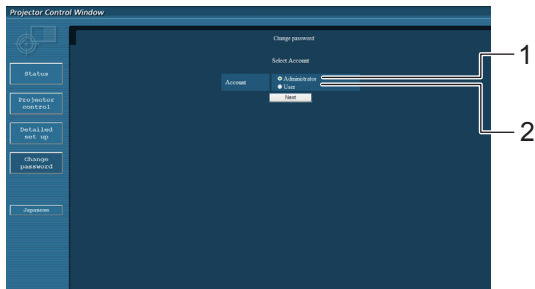 Projector Control Window
Change password
Select Account
Account
Administrator
User
Next
Status
Projector
control
Detailed
set up
Change
password
Japanese
1
2